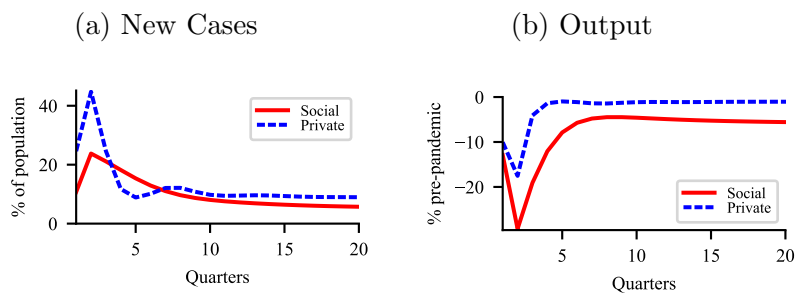 (a) New Cases
% of population
40
20
0
Social
Private
5
10
15
20
Quarters
(b) Output
% pre-pandemic
0
−10
−20
Social
Private
5
10
15
20
Quarters